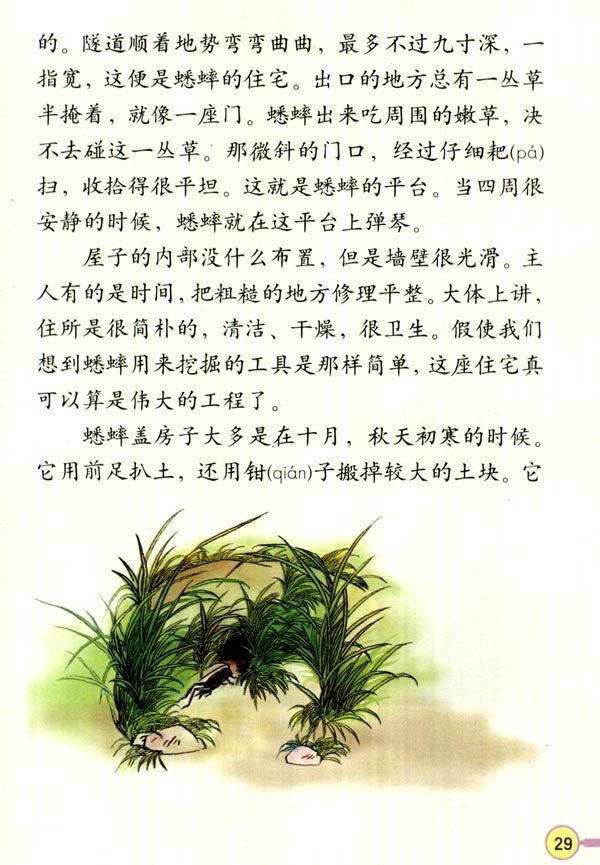 的。隧道顺着地势弯弯曲曲，最多不过九寸深，一
指宽，这便是蟋蟀的住宅。出口的地方总有一丛草
半掩着，就像一座门。蟋蟀出来吃周围的嫩草，决
不去碰这一丛草。那微斜的门口，经过仔细耙(pá)
扫，收拾得很平坦。这就是蟋蟀的平台。当四周很
安静的时候，蟋蟀就在这平台上弹琴。
屋子的内部没什么布置，但是墙壁很光滑。主
人有的是时间，把粗糙的地方修理平整。大体上讲，
住所是很简朴的，清洁、干燥，很卫生。假使我们
想到蟋蟀用来挖掘的工具是那样简单，这座住宅真
可以算是伟大的工程了。
蟋蟀盖房子大多是在十月，秋天初寒的时候。
它用前足扒土，还用钳(qián)子搬掉较大的土块。它
29